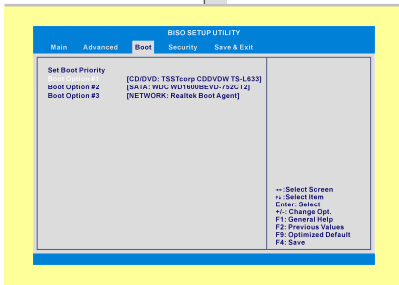 BISO SETUP UTILITY
Main Advanced Boot Security Save & Exit
Set Boot Priority
Boot Option #1 [CD/DVD: TSSTcorp CDDVDW TS-L633]
Boot Option #2 [SATA: WDC WD1600BEVD-752C12]
Boot Option #3 [NETWORK: Realtek Boot Agent]
↔:Select Screen
↑↓:Select Item
Enter: Select
+/-: Change Opt.
F1: General Help
F2: Previous Values
F9: Optimized Default
F4: Save